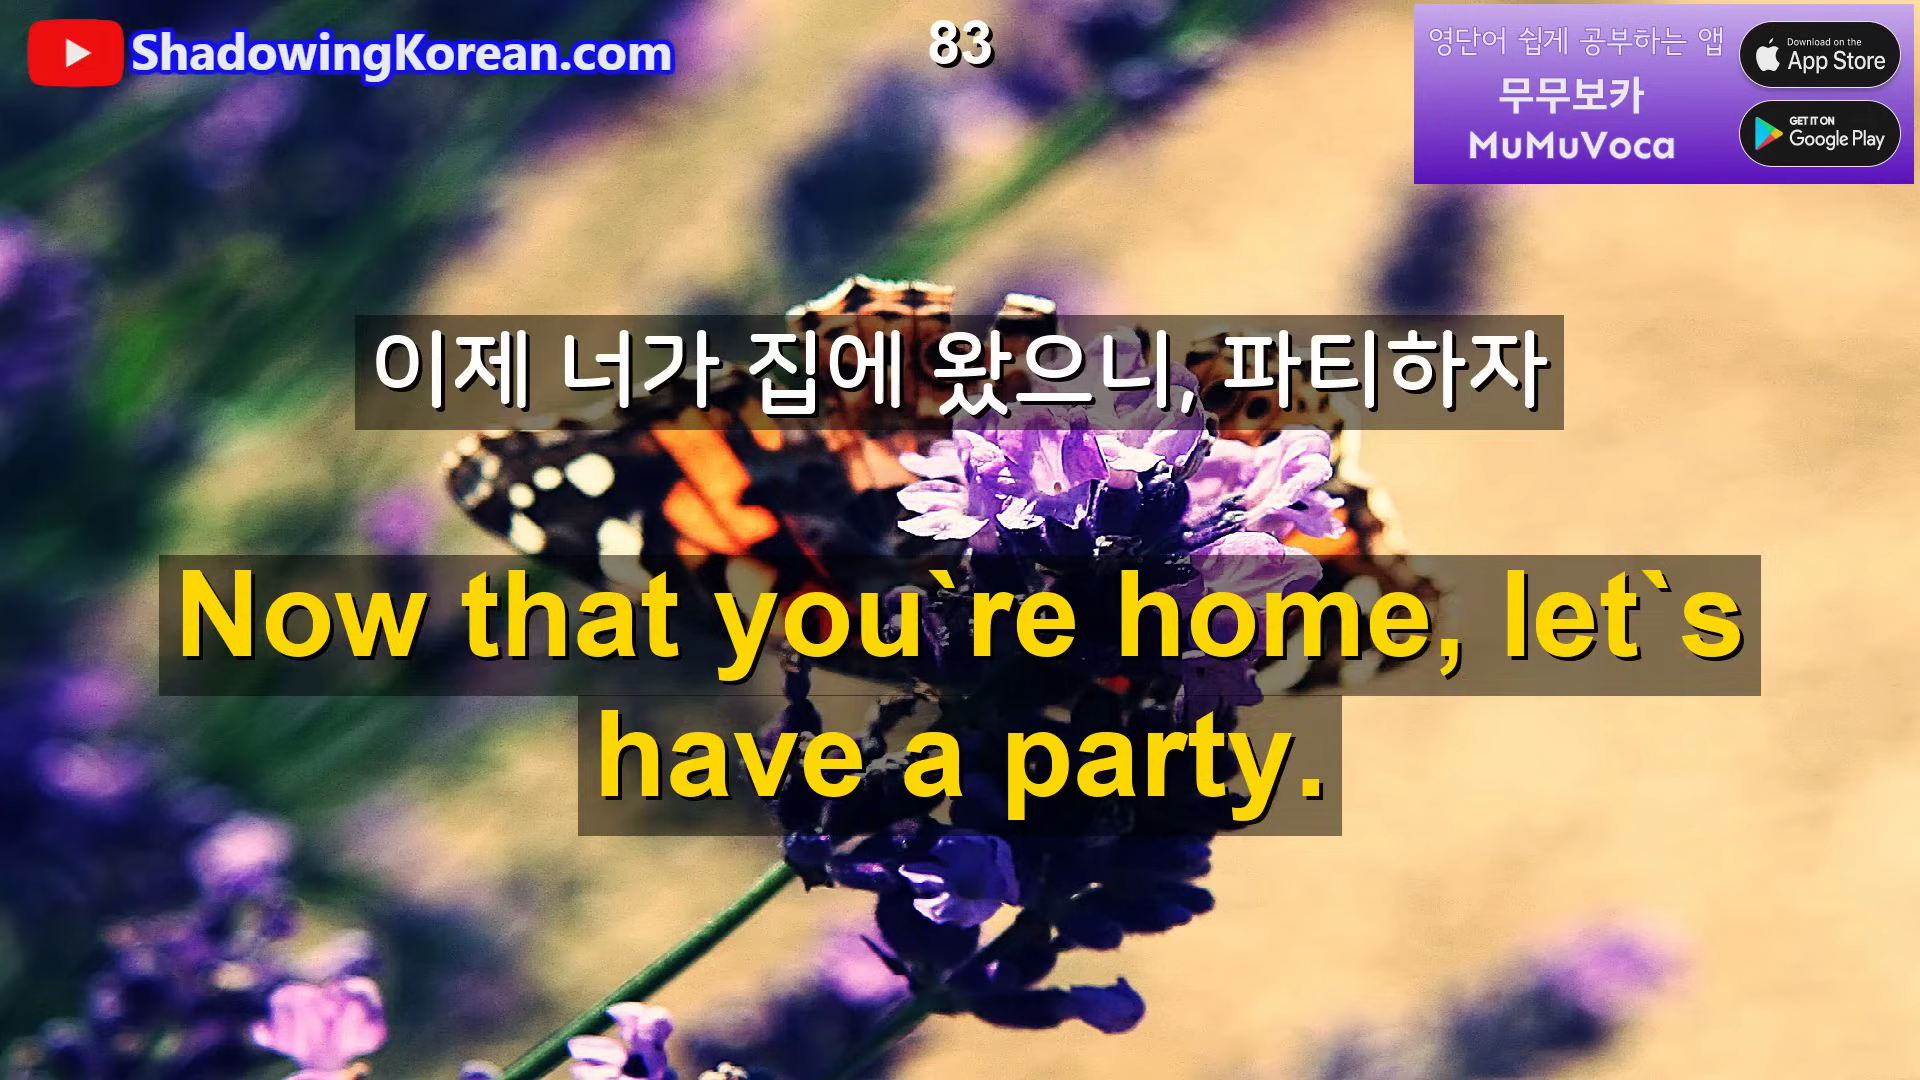 ShadowingKorean.com
83
영단어 쉽게 공부하는 앱
무무보카
MuMuVoca
Download on the
App Store
GET IT ON
Google Play
이제 너가 집에 왔으니, 파티하자
Now that you`re home, let`s
have a party.